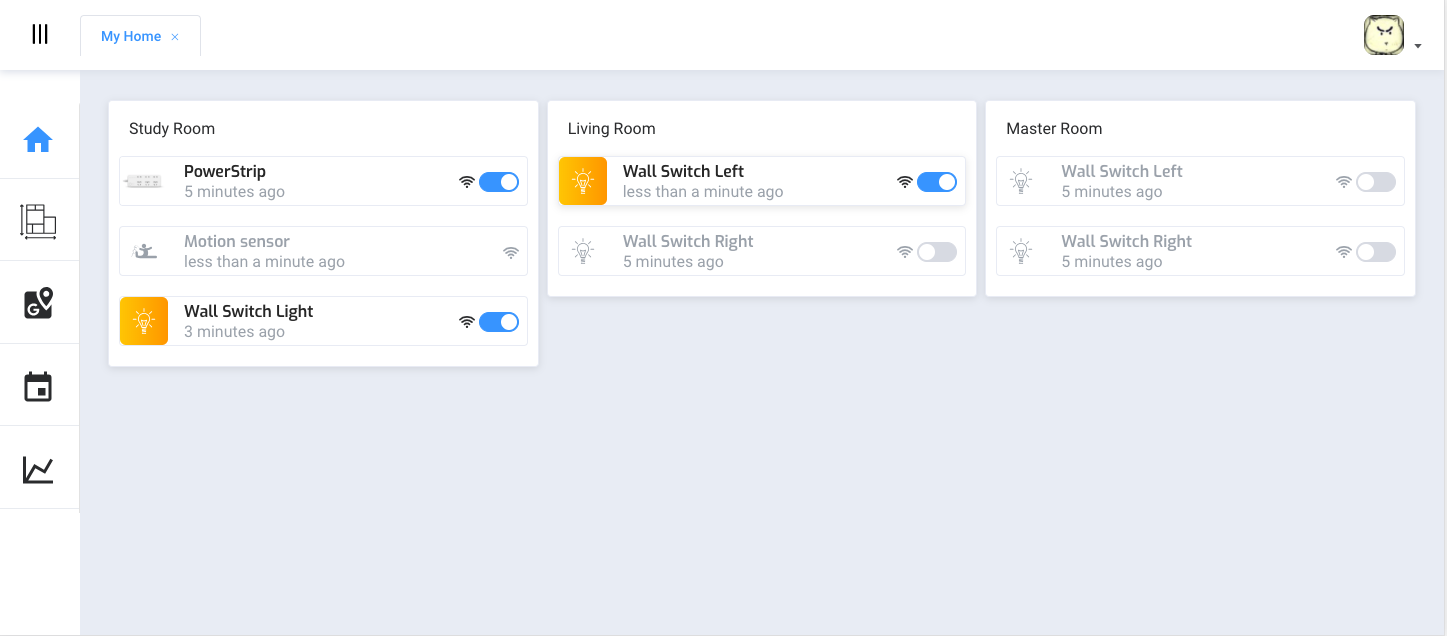 My Home ×
Study Room
PowerStrip
5 minutes ago
Motion sensor
less than a minute ago
Wall Switch Light
3 minutes ago
Living Room
Wall Switch Left
less than a minute ago
Wall Switch Right
5 minutes ago
Master Room
Wall Switch Left
5 minutes ago
Wall Switch Right
5 minutes ago
G